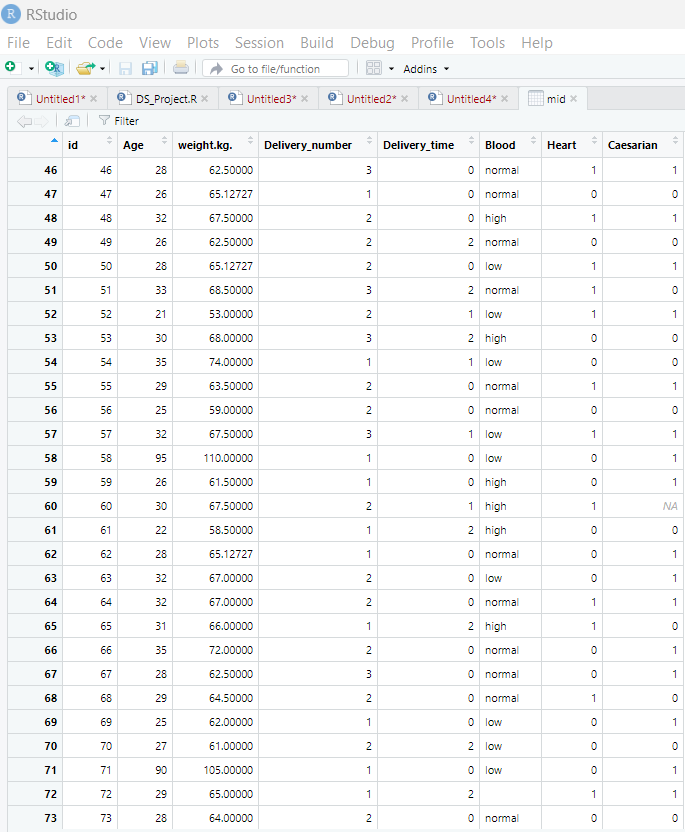 RStudio
File Edit Code View Plots Session Build Debug Profile Tools Help
Go to file/function Addins
Untitled1* DS_Project.R Untitled3* Untitled2* Untitled4* mid
Filter
id Age weight.kg. Delivery_number Delivery_time Blood Heart Caesarian
46 46 28 62.50000 3 0 normal 1 1
47 47 26 65.12727 1 0 normal 0 0
48 48 32 67.50000 2 0 high 1 1
49 49 26 62.50000 2 2 normal 0 0
50 50 28 65.12727 2 0 low 1 1
51 51 33 68.50000 3 2 normal 1 0
52 52 21 53.00000 2 1 low 1 1
53 53 30 68.00000 3 2 high 0 0
54 54 35 74.00000 1 1 low 0 0
55 55 29 63.50000 2 0 normal 1 1
56 56 25 59.00000 2 0 normal 0 0
57 57 32 67.50000 3 1 low 1 1
58 58 95 110.00000 1 0 low 0 1
59 59 26 61.50000 1 0 high 0 1
60 60 30 67.50000 2 1 high 1 NA
61 61 22 58.50000 1 2 high 0 0
62 62 28 65.12727 1 0 normal 0 1
63 63 32 67.00000 2 0 low 0 1
64 64 32 67.00000 2 0 normal 1 1
65 65 31 66.00000 1 2 high 1 0
66 66 35 72.00000 2 0 normal 0 1
67 67 28 62.50000 3 0 normal 0 1
68 68 29 64.50000 2 0 normal 1 0
69 69 25 62.00000 1 0 low 0 1
70 70 27 61.00000 2 2 low 0 0
71 71 90 105.00000 1 0 low 0 1
72 72 29 65.00000 1 2 1 1
73 73 28 64.00000 2 0 normal 0 0